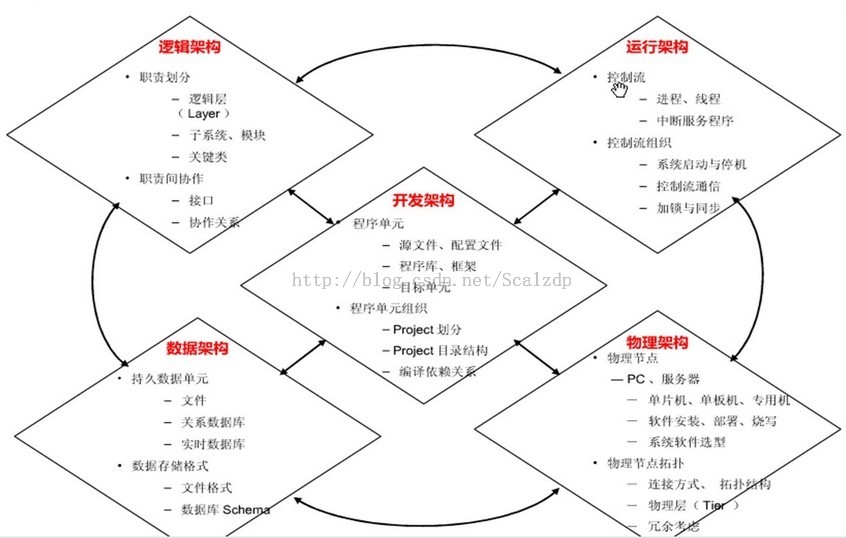 逻辑架构
• 职责划分
– 逻辑层
（ Layer ）
– 子系统、模块
– 关键类
• 职责间协作
– 接口
– 协作关系
运行架构
• 控制流
– 进程、线程
– 中断服务程序
• 控制流组织
– 系统启动与停机
– 控制流通信
– 加锁与同步
开发架构
• 程序单元
– 源文件、配置文件
– 程序库、框架
– 目标单元
• 程序单元组织
– Project 划分
– Project 目录结构
– 编译依赖关系
http://blog.csdn.net/Scalzdp
数据架构
• 持久数据单元
– 文件
– 关系数据库
– 实时数据库
• 数据存储格式
– 文件格式
– 数据库 Schema
物理架构
• 物理节点
— PC 、服务器
— 单片机、单板机、专用机
— 软件安装、部署、烧写
— 系统软件选型
• 物理节点拓扑
— 连接方式、 拓扑结构
— 物理层（ Tier ）
— 冗余考虑